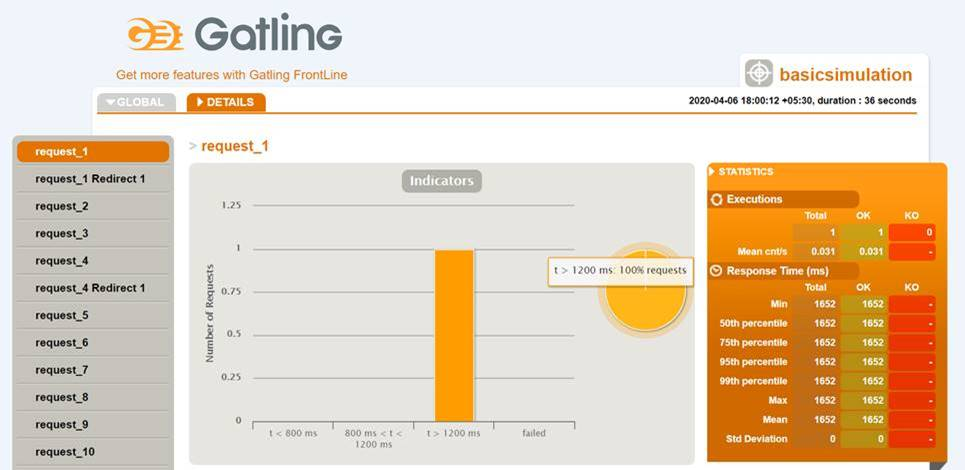 Gatling
Get more features with Gatling FrontLine
basicsimulation
GLOBAL
DETAILS
2020-04-06 18:00:12 +05:30, duration : 36 seconds
request_1
request_1 Redirect 1
request_2
request_3
request_4
request_4 Redirect 1
request_5
request_6
request_7
request_8
request_9
request_10
> request_1
Indicators
Number of Requests
1.25
1
0.75
0.5
0.25
0
t < 800 ms
800 ms < t <
1200 ms
t > 1200 ms
failed
t > 1200 ms: 100% requests
STATISTICS
Executions
Total OK KO
1 1 0
Mean cnt/s 0.031 0.031 -
Response Time (ms)
Total OK KO
Min 1652 1652 -
50th percentile 1652 1652 -
75th percentile 1652 1652 -
95th percentile 1652 1652 -
99th percentile 1652 1652 -
Max 1652 1652 -
Mean 1652 1652 -
Std Deviation 0 0 -